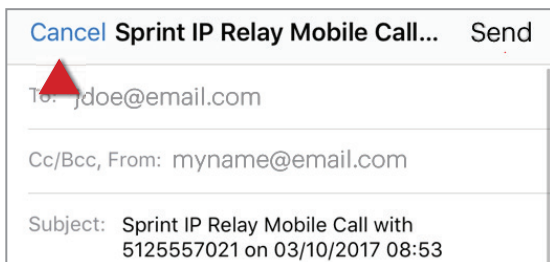 Cancel Sprint IP Relay Mobile Call... Send
To: jdoe@email.com
Cc/Bcc, From: myname@email.com
Subject: Sprint IP Relay Mobile Call with
5125557021 on 03/10/2017 08:53